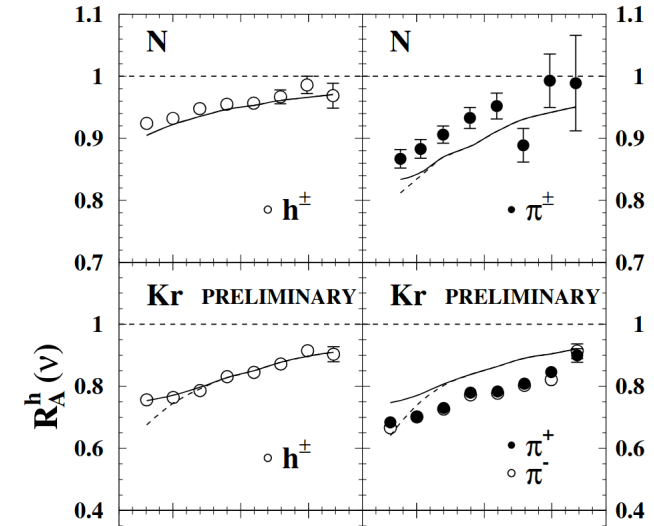 1.1 1.1
N N
1 1
0.9 0.9
0.8 0.8
h± π±
0.7 0.7
Kr PRELIMINARY Kr PRELIMINARY
1 1
0.8 0.8
R_A^h (ν)
π+
h± π-
0.6 0.6
0.4 0.4